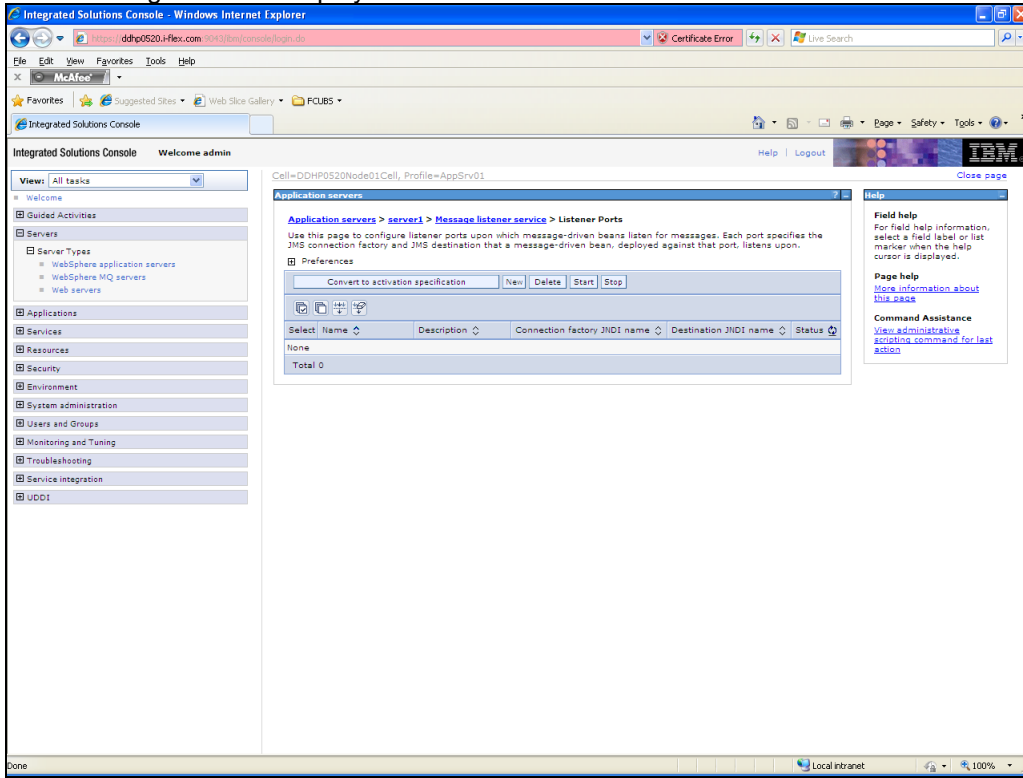 Integrated Solutions Console - Windows Internet Explorer
https://ddhp0520.i-flex.com:9043/ibm/console/login.do
Certificate Error
Live Search
File Edit View Favorites Tools Help
X McAfee
Favorites Suggested Sites Web Slice Gallery FCUBS
Integrated Solutions Console
Page Safety Tools
Integrated Solutions Console Welcome admin
Help | Logout
IBM.
View: All tasks
Cell=DDHP0520Node01Cell, Profile=AppSrv01
Close page
Welcome
Guided Activities
Servers
Server Types
WebSphere application servers
WebSphere MQ servers
Web servers
Applications
Services
Resources
Security
Environment
System administration
Users and Groups
Monitoring and Tuning
Troubleshooting
Service integration
UDDI
Application servers ? -
Application servers > server1 > Message listener service > Listener Ports
Use this page to configure listener ports upon which message-driven beans listen for messages. Each port specifies the
JMS connection factory and JMS destination that a message-driven bean, deployed against that port, listens upon.
Preferences
Convert to activation specification New Delete Start Stop
Select Name Description Connection factory JNDI name Destination JNDI name Status
None
Total 0
Help -
Field help
For field help information,
select a field label or list
marker when the help
cursor is displayed.
Page help
More information about
this page
Command Assistance
View administrative
scripting command for last
action
Done
Local intranet
100%